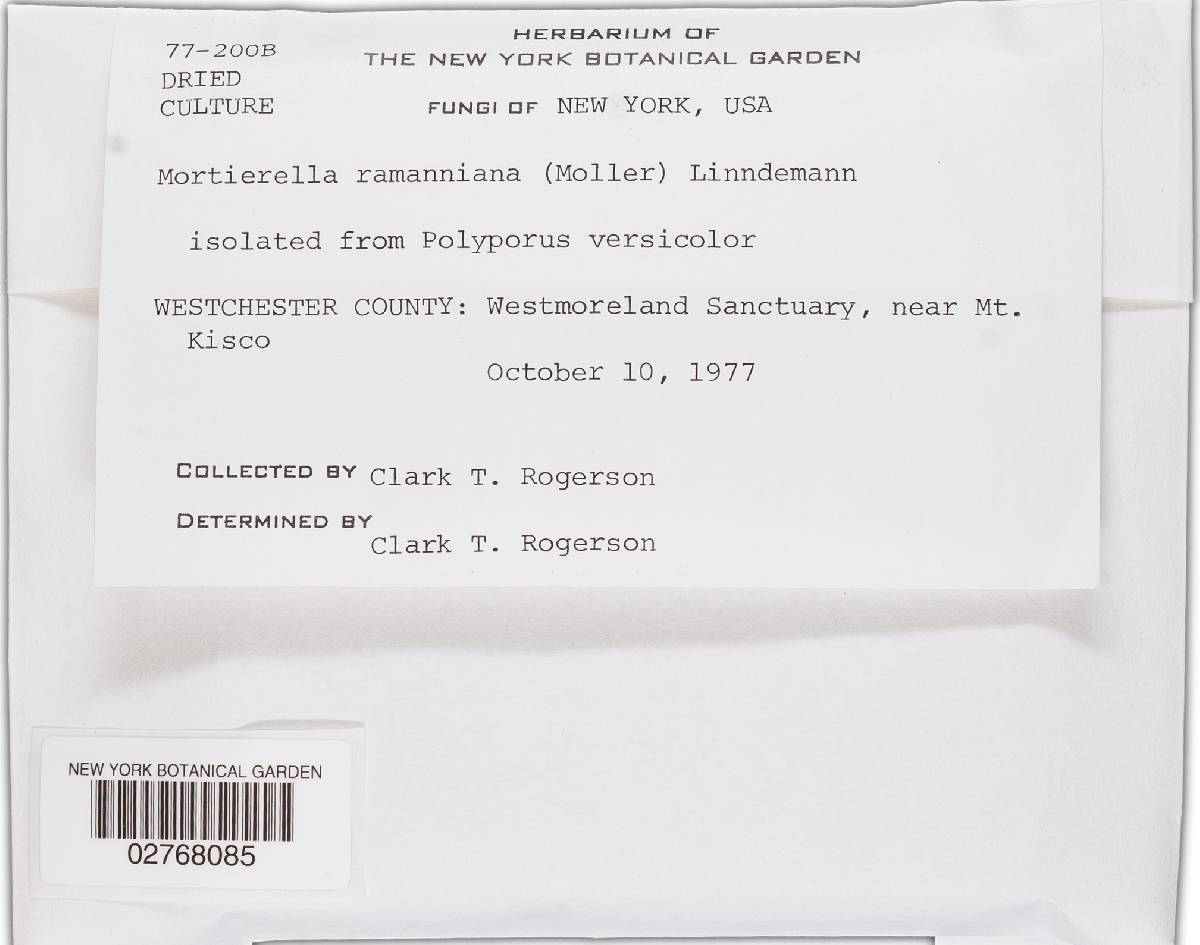 77-200B
DRIED
CULTURE
HERBARIUM OF
THE NEW YORK BOTANICAL GARDEN
FUNGI OF NEW YORK, USA
Mortierella ramanniana (Moller) Linndemann
isolated from Polyporus versicolor
WESTCHESTER COUNTY: Westmoreland Sanctuary, near Mt.
Kisco
October 10, 1977
COLLECTED BY Clark T. Rogerson
DETERMINED BY
Clark T. Rogerson
NEW YORK BOTANICAL GARDEN
02768085